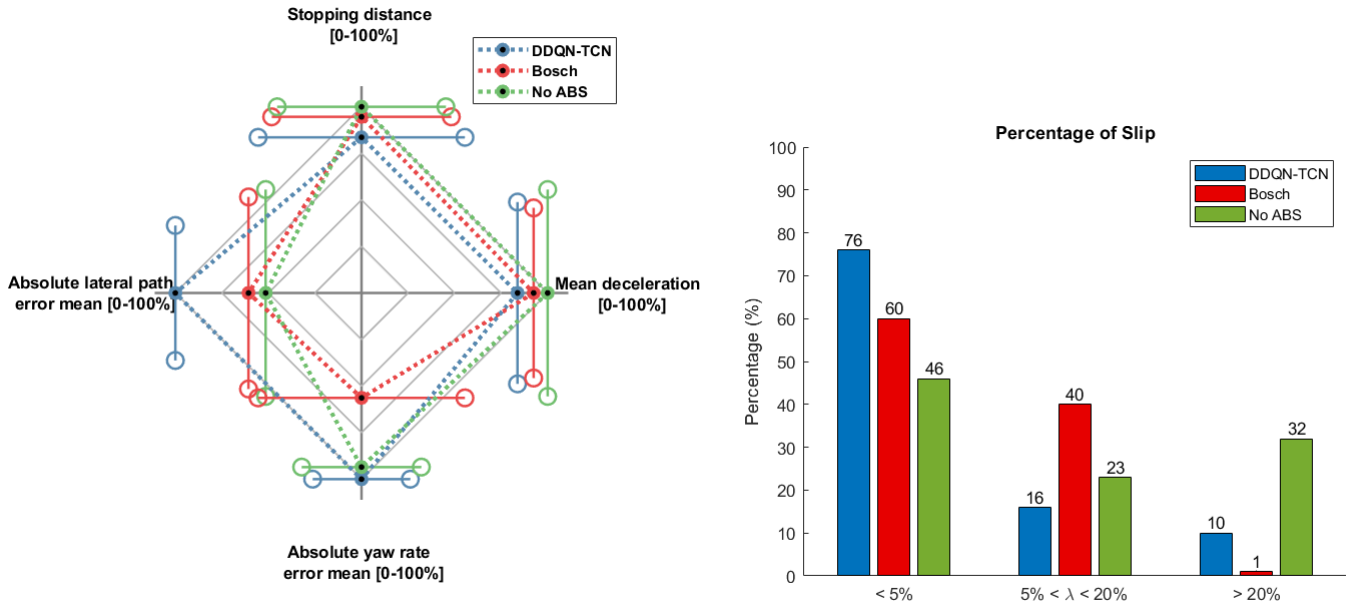 Stopping distance
[0-100%]
DDQN-TCN
Bosch
No ABS
Absolute lateral path
error mean [0-100%]
Mean deceleration
[0-100%]
Absolute yaw rate
error mean [0-100%]
Percentage of Slip
100
90
80
70
60
50
40
30
20
10
0
Percentage (%)
DDQN-TCN
Bosch
No ABS
76
60
46
16
40
23
10
1
32
< 5%
5% < λ < 20%
> 20%